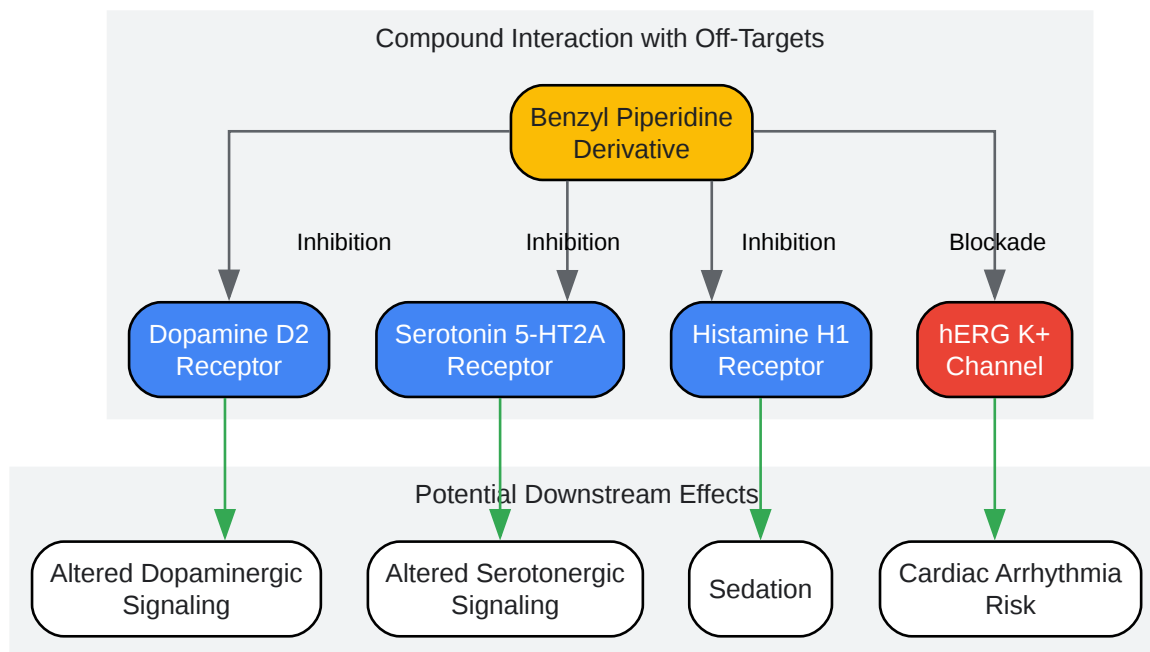 Compound Interaction with Off-Targets
Benzyl Piperidine
Derivative
Inhibition
Inhibition
Inhibition
Blockade
Dopamine D2
Receptor
Serotonin 5-HT2A
Receptor
Histamine H1
Receptor
hERG K+
Channel
Potential Downstream Effects
Altered Dopaminergic
Signaling
Altered Serotonergic
Signaling
Sedation
Cardiac Arrhythmia
Risk